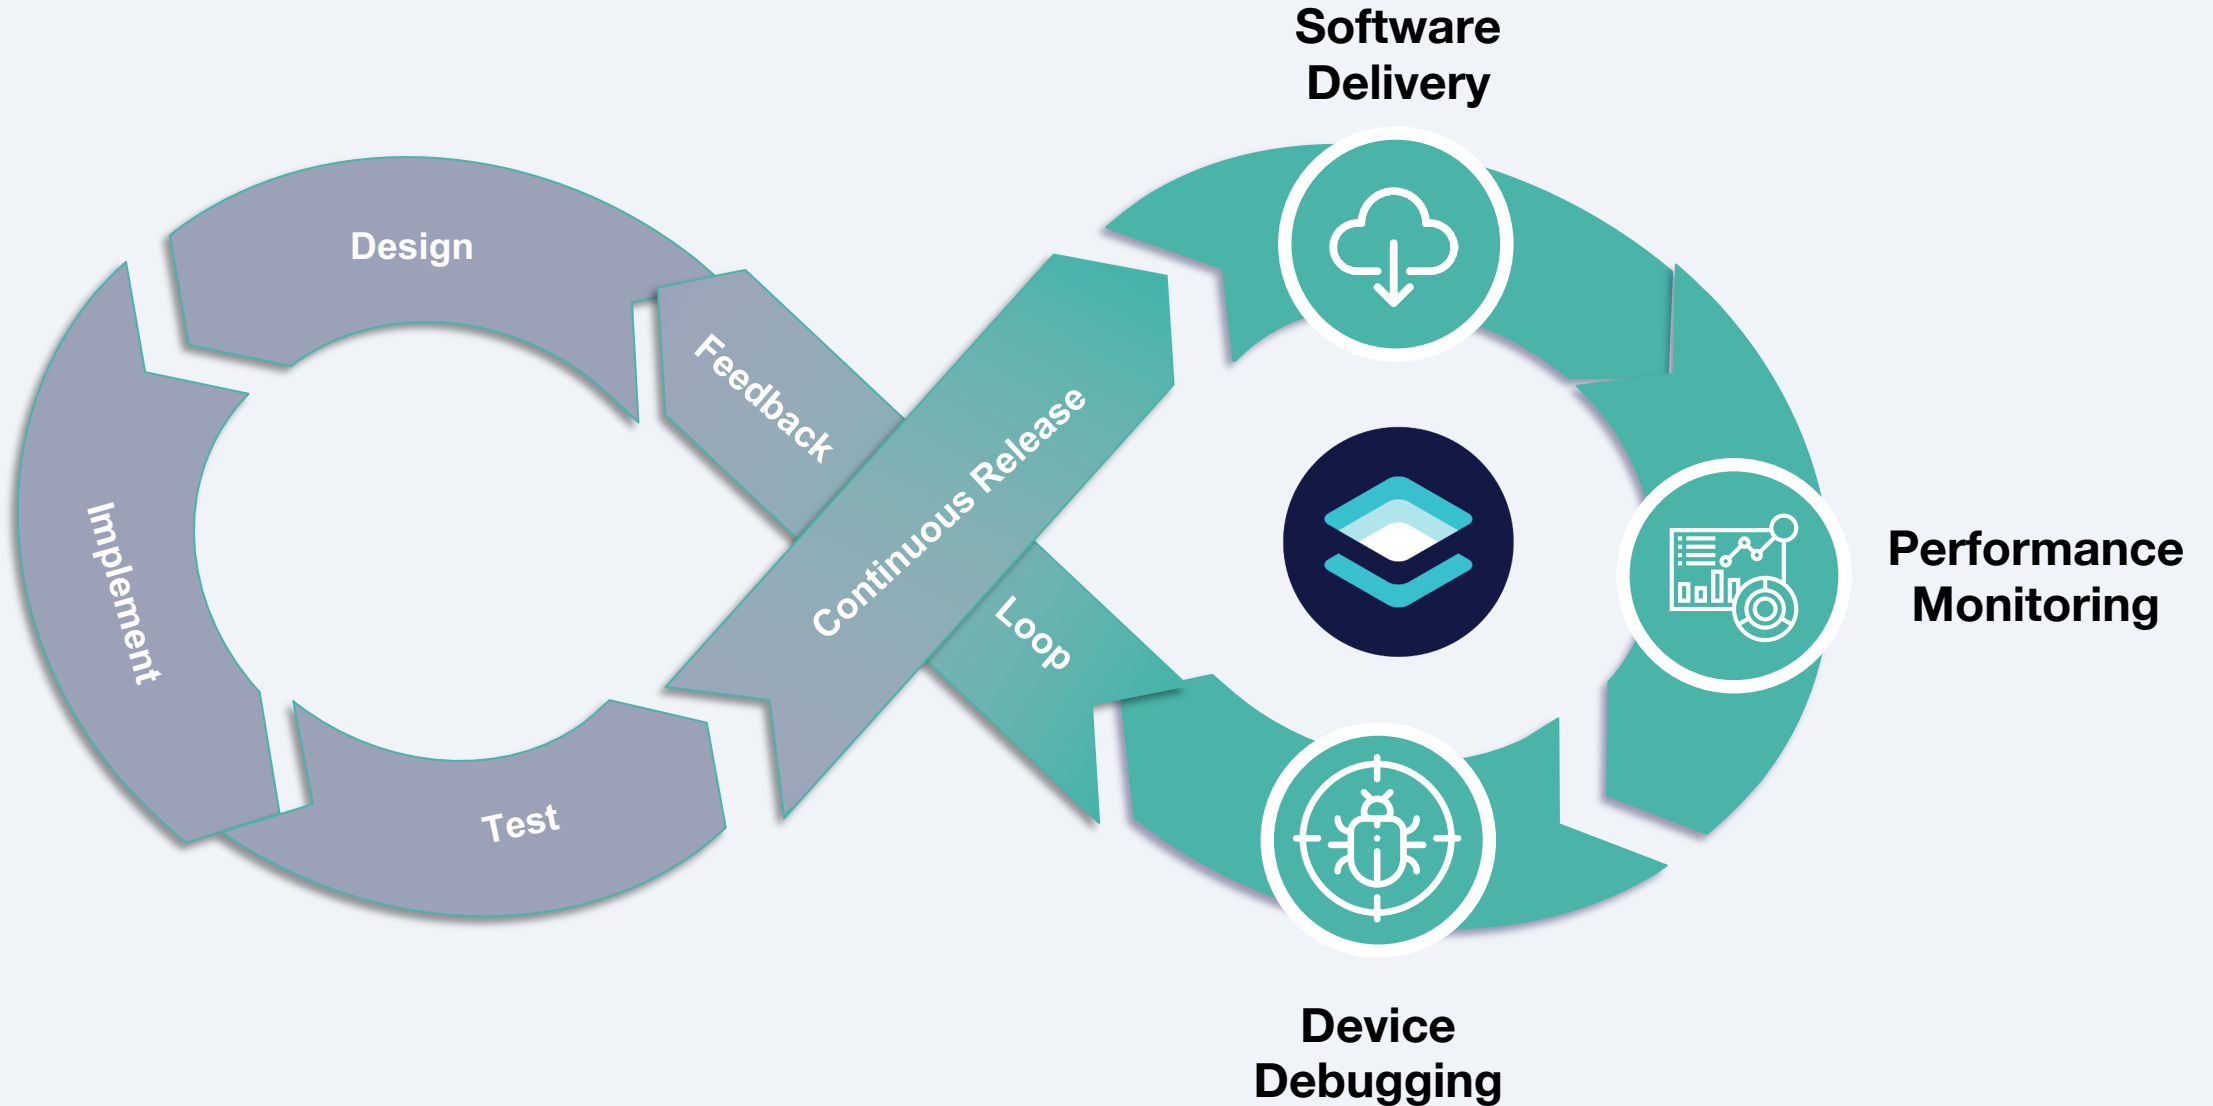 Software
Delivery
Design
Feedback
Continuous Release
Implement
Loop
Test
Performance
Monitoring
Device
Debugging